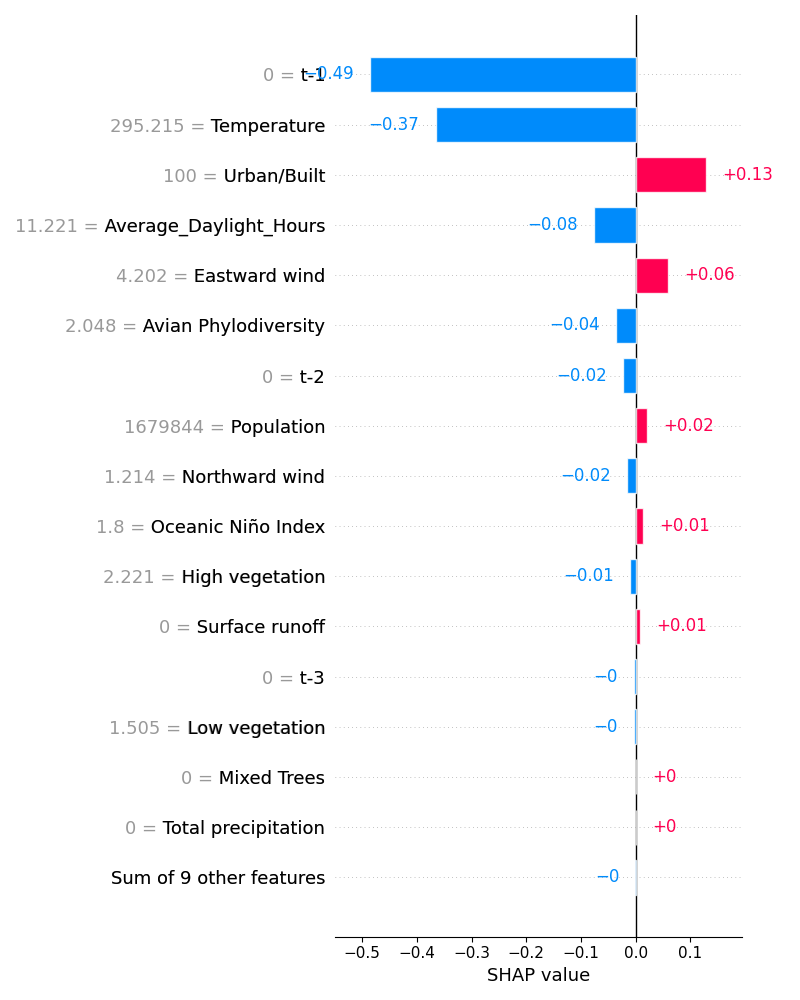 0 = t-1 −0.49
295.215 = Temperature −0.37
100 = Urban/Built +0.13
11.221 = Average_Daylight_Hours −0.08
4.202 = Eastward wind +0.06
2.048 = Avian Phylodiversity −0.04
0 = t-2 −0.02
1679844 = Population +0.02
1.214 = Northward wind −0.02
1.8 = Oceanic Niño Index +0.01
2.221 = High vegetation −0.01
0 = Surface runoff +0.01
0 = t-3 −0
1.505 = Low vegetation −0
0 = Mixed Trees +0
0 = Total precipitation +0
Sum of 9 other features −0
−0.5 −0.4 −0.3 −0.2 −0.1 0.0 0.1
SHAP value